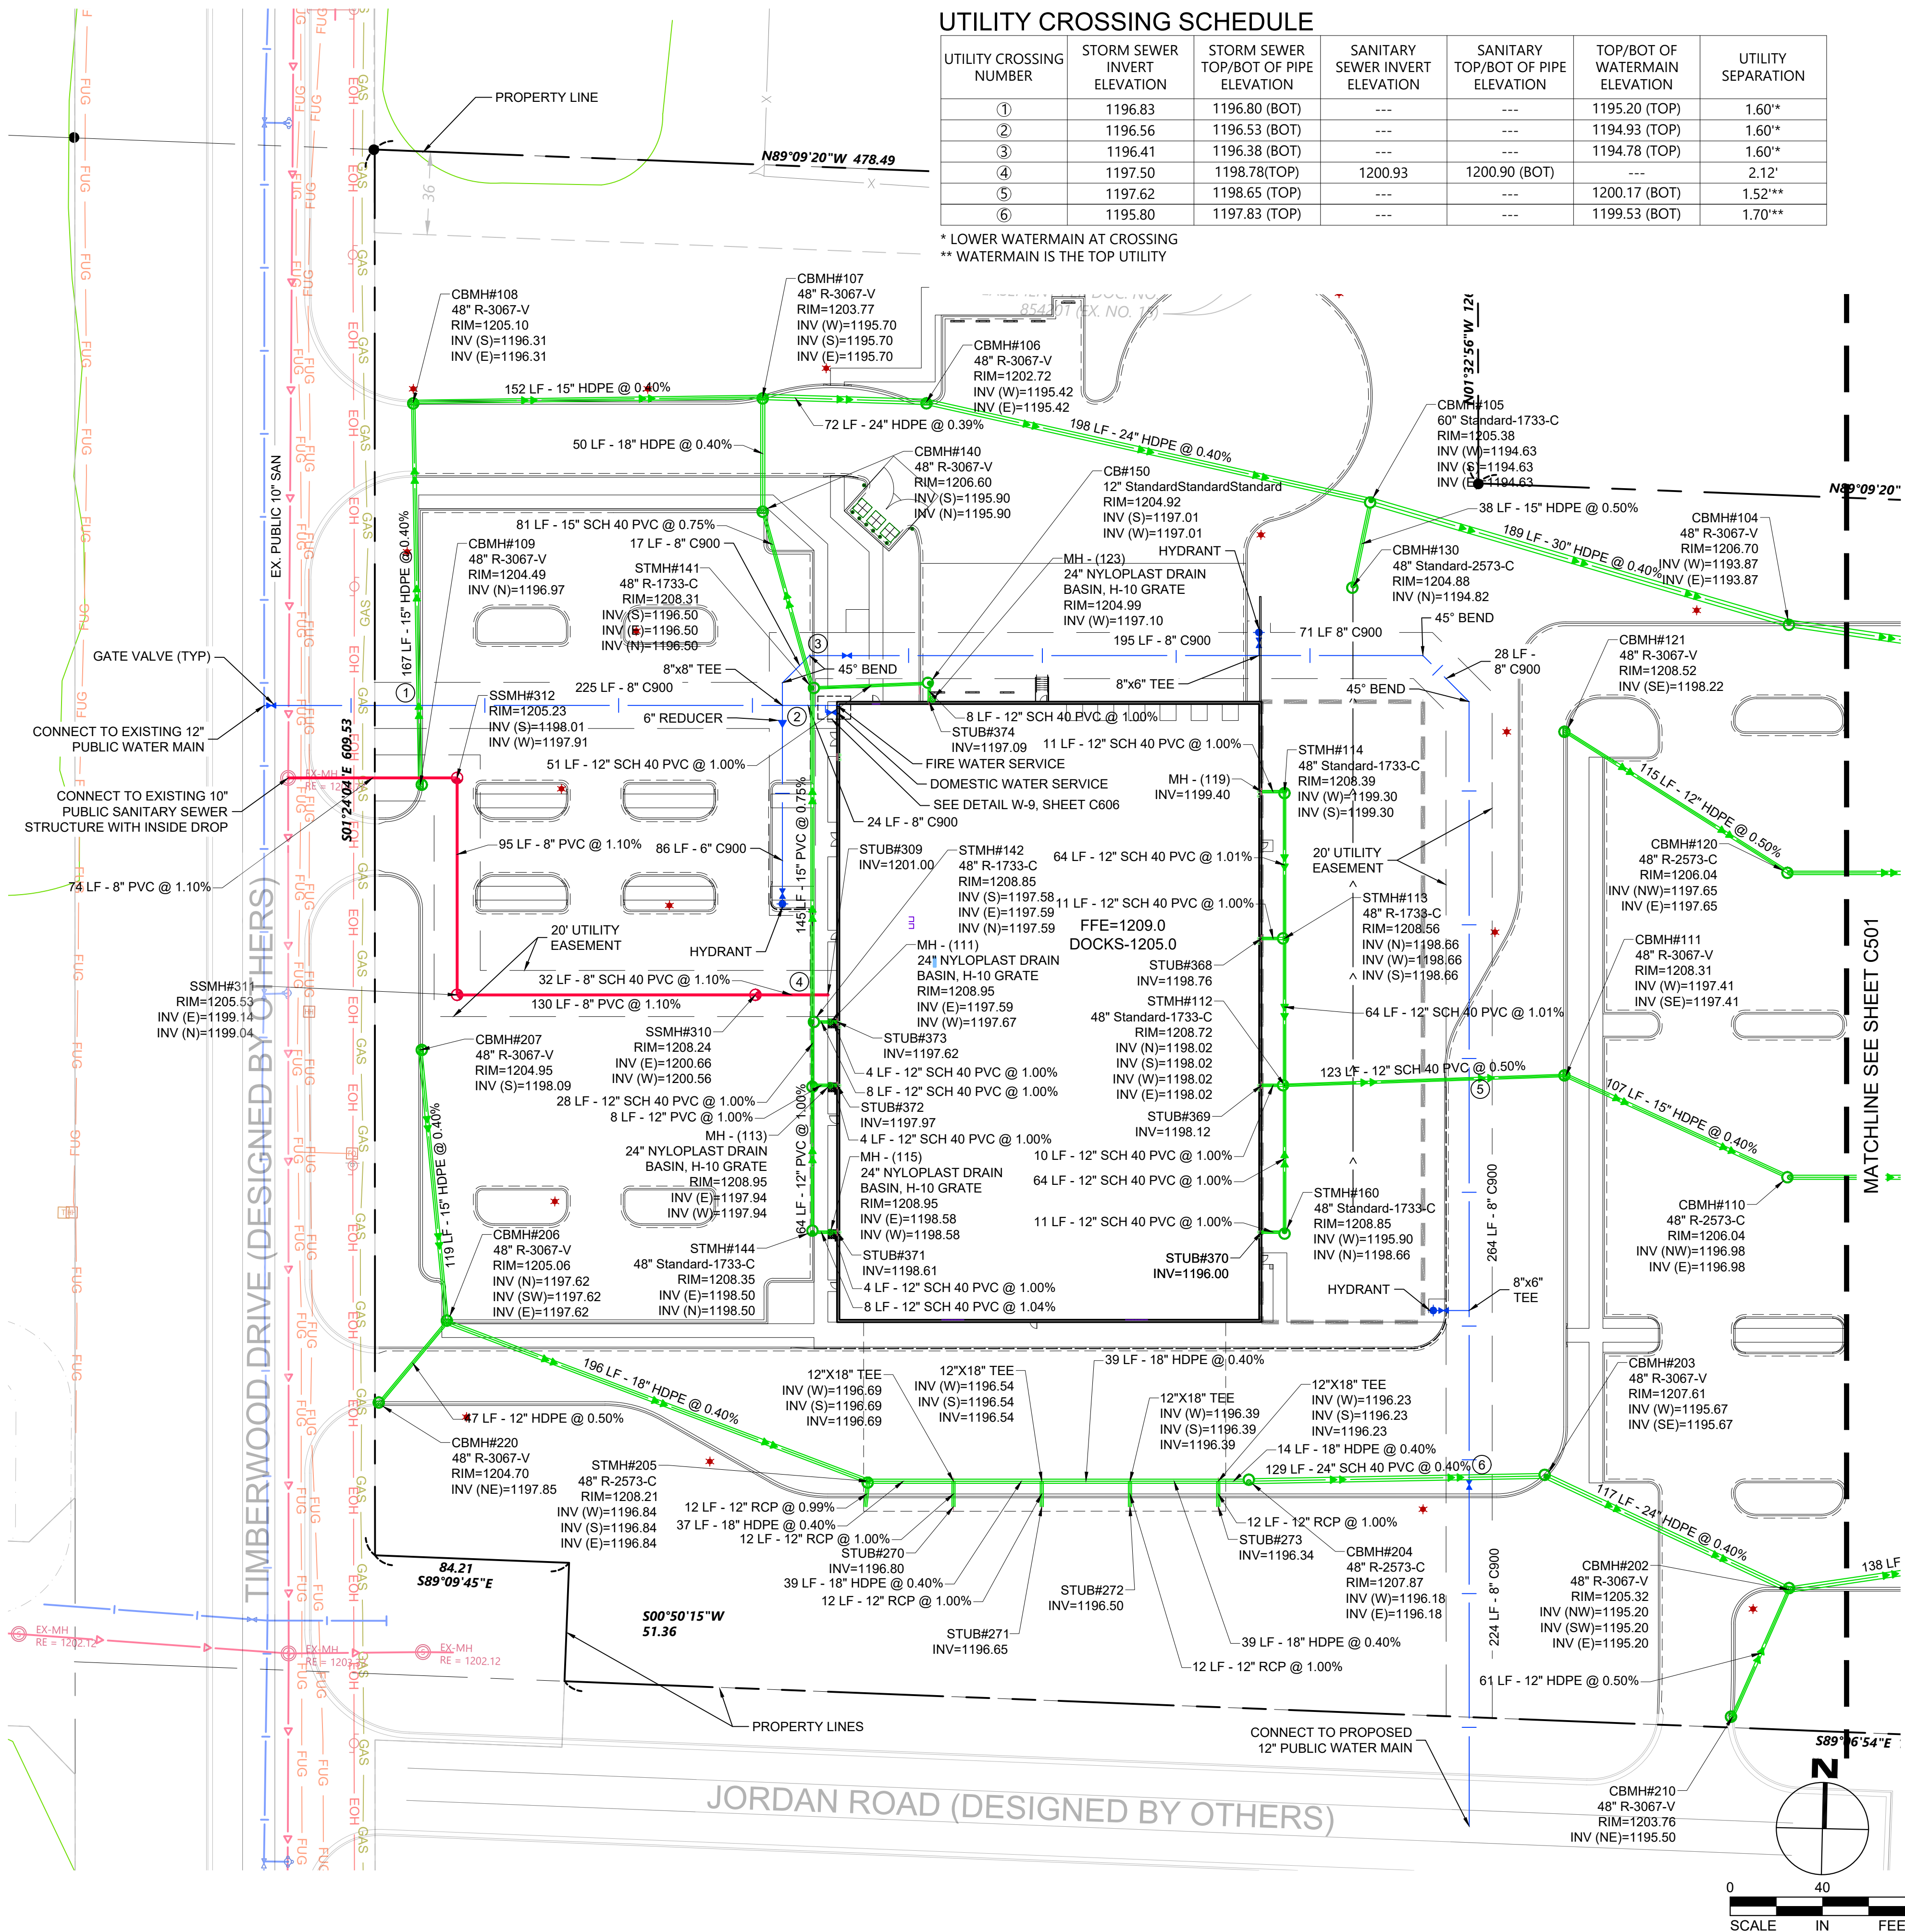 UTILITY CROSSING SCHEDULE
UTILITY CROSSING NUMBER | STORM SEWER INVERT ELEVATION | STORM SEWER TOP/BOT OF PIPE ELEVATION | SANITARY SEWER INVERT ELEVATION | SANITARY TOP/BOT OF PIPE ELEVATION | TOP/BOT OF WATERMAIN ELEVATION | UTILITY SEPARATION
① 1196.83 1196.80 (BOT) --- --- 1195.20 (TOP) 1.60'*
② 1196.56 1196.53 (BOT) --- --- 1194.93 (TOP) 1.60'*
③ 1196.41 1196.38 (BOT) --- --- 1194.78 (TOP) 1.60'*
④ 1197.50 1198.78(TOP) 1200.93 1200.90 (BOT) --- 2.12'
⑤ 1197.62 1198.65 (TOP) --- --- 1200.17 (BOT) 1.52'**
⑥ 1195.80 1197.83 (TOP) --- --- 1199.53 (BOT) 1.70'**
* LOWER WATERMAIN AT CROSSING
** WATERMAIN IS THE TOP UTILITY
PROPERTY LINE
N89°09'20"W 478.49
36
854201 (EX. NO. 15)
N01°32'56"W
N89°09'20"
CBMH#108
48" R-3067-V
RIM=1205.10
INV (S)=1196.31
INV (E)=1196.31
CBMH#107
48" R-3067-V
RIM=1203.77
INV (W)=1195.70
INV (S)=1195.70
INV (E)=1195.70
CBMH#106
48" R-3067-V
RIM=1202.72
INV (W)=1195.42
INV (E)=1195.42
CBMH#105
60" Standard-1733-C
RIM=1205.38
INV (W)=1194.63
INV (S)=1194.63
INV (E)=1194.63
152 LF - 15" HDPE @ 0.40%
72 LF - 24" HDPE @ 0.39%
198 LF - 24" HDPE @ 0.40%
50 LF - 18" HDPE @ 0.40%
CBMH#140
48" R-3067-V
RIM=1206.60
INV (S)=1195.90
INV (N)=1195.90
CB#150
12" StandardStandardStandard
RIM=1204.92
INV (S)=1197.01
INV (W)=1197.01
38 LF - 15" HDPE @ 0.50%
189 LF - 30" HDPE @ 0.40%
CBMH#104
48" R-3067-V
RIM=1206.70
INV (W)=1193.87
INV (E)=1193.87
CBMH#130
48" Standard-2573-C
RIM=1204.88
INV (N)=1194.82
EX. PUBLIC 10" SAN
167 LF - 15" HDPE @ 0.40%
81 LF - 15" SCH 40 PVC @ 0.75%
17 LF - 8" C900
CBMH#109
48" R-3067-V
RIM=1204.49
INV (N)=1196.97
STMH#141
48" R-1733-C
RIM=1208.31
INV (S)=1196.50
INV (E)=1196.50
INV (N)=1196.50
MH - (123)
24" NYLOPLAST DRAIN
BASIN, H-10 GRATE
RIM=1204.99
INV (W)=1197.10
HYDRANT
195 LF - 8" C900
71 LF 8" C900
45° BEND
28 LF -
8" C900
CBMH#121
48" R-3067-V
RIM=1208.52
INV (SE)=1198.22
GATE VALVE (TYP)
①
③
45° BEND
8"x8" TEE
225 LF - 8" C900
8"x6" TEE
45° BEND
CONNECT TO EXISTING 12"
PUBLIC WATER MAIN
SSMH#312
RIM=1205.23
INV (S)=1198.01
INV (W)=1197.91
6" REDUCER
②
8 LF - 12" SCH 40 PVC @ 1.00%
STUB#374
INV=1197.09
11 LF - 12" SCH 40 PVC @ 1.00%
51 LF - 12" SCH 40 PVC @ 1.00%
FIRE WATER SERVICE
DOMESTIC WATER SERVICE
SEE DETAIL W-9, SHEET C606
24 LF - 8" C900
STMH#114
48" Standard-1733-C
RIM=1208.39
INV (W)=1199.30
INV (S)=1199.30
MH - (119)
INV=1199.40
115 LF - 12" HDPE @ 0.50%
EX-MH
CONNECT TO EXISTING 10"
PUBLIC SANITARY SEWER
STRUCTURE WITH INSIDE DROP
S01°24'04"E 609.53
95 LF - 8" PVC @ 1.10%
86 LF - 6" C900
145 LF - 15" PVC @ 0.75%
74 LF - 8" PVC @ 1.10%
STUB#309
INV=1201.00
STMH#142
48" R-1733-C
RIM=1208.85
INV (S)=1197.58
INV (E)=1197.59
INV (N)=1197.59
64 LF - 12" SCH 40 PVC @ 1.01%
11 LF - 12" SCH 40 PVC @ 1.00%
20' UTILITY
EASEMENT
CBMH#120
48" R-2573-C
RIM=1206.04
INV (NW)=1197.65
INV (E)=1197.65
FFE=1209.0
DOCKS-1205.0
STMH#113
48" R-1733-C
RIM=1208.56
INV (N)=1198.66
INV (W)=1198.66
INV (S)=1198.66
20' UTILITY
EASEMENT
HYDRANT
MH - (111)
24" NYLOPLAST DRAIN
BASIN, H-10 GRATE
RIM=1208.95
INV (E)=1197.59
INV (W)=1197.67
STUB#368
INV=1198.76
CBMH#111
48" R-3067-V
RIM=1208.31
INV (W)=1197.41
INV (SE)=1197.41
MATCHLINE SEE SHEET C501
SSMH#311
RIM=1205.53
INV (E)=1199.14
INV (N)=1199.04
32 LF - 8" SCH 40 PVC @ 1.10%
④
130 LF - 8" PVC @ 1.10%
STMH#112
48" Standard-1733-C
RIM=1208.72
INV (N)=1198.02
INV (S)=1198.02
INV (W)=1198.02
INV (E)=1198.02
64 LF - 12" SCH 40 PVC @ 1.01%
CBMH#207
48" R-3067-V
RIM=1204.95
INV (S)=1198.09
SSMH#310
RIM=1208.24
INV (E)=1200.66
INV (W)=1200.56
STUB#373
INV=1197.62
4 LF - 12" SCH 40 PVC @ 1.00%
8 LF - 12" SCH 40 PVC @ 1.00%
123 LF - 12" SCH 40 PVC @ 0.50%
⑤
107 LF - 15" HDPE @ 0.40%
28 LF - 12" SCH 40 PVC @ 1.00%
8 LF - 12" PVC @ 1.00%
STUB#372
INV=1197.97
STUB#369
INV=1198.12
64 LF - 12" PVC @ 1.00%
119 LF - 15" HDPE @ 0.40%
MH - (113)
24" NYLOPLAST DRAIN
BASIN, H-10 GRATE
RIM=1208.95
INV (E)=1197.94
INV (W)=1197.94
4 LF - 12" SCH 40 PVC @ 1.00%
MH - (115)
24" NYLOPLAST DRAIN
BASIN, H-10 GRATE
RIM=1208.95
INV (E)=1198.58
INV (W)=1198.58
10 LF - 12" SCH 40 PVC @ 1.00%
64 LF - 12" SCH 40 PVC @ 1.00%
11 LF - 12" SCH 40 PVC @ 1.00%
STMH#160
48" Standard-1733-C
RIM=1208.85
INV (W)=1195.90
INV (N)=1198.66
264 LF - 8" C900
CBMH#110
48" R-2573-C
RIM=1206.04
INV (NW)=1196.98
INV (E)=1196.98
CBMH#206
48" R-3067-V
RIM=1205.06
INV (N)=1197.62
INV (SW)=1197.62
INV (E)=1197.62
STMH#144
48" Standard-1733-C
RIM=1208.35
INV (E)=1198.50
INV (N)=1198.50
STUB#371
INV=1198.61
4 LF - 12" SCH 40 PVC @ 1.00%
8 LF - 12" SCH 40 PVC @ 1.04%
STUB#370
INV=1196.00
HYDRANT
8"x6"
TEE
196 LF - 18" HDPE @ 0.40%
47 LF - 12" HDPE @ 0.50%
12"X18" TEE
INV (W)=1196.69
INV (S)=1196.69
INV=1196.69
12"X18" TEE
INV (W)=1196.54
INV (S)=1196.54
INV=1196.54
39 LF - 18" HDPE @ 0.40%
12"X18" TEE
INV (W)=1196.39
INV (S)=1196.39
INV=1196.39
12"X18" TEE
INV (W)=1196.23
INV (S)=1196.23
INV=1196.23
14 LF - 18" HDPE @ 0.40%
129 LF - 24" SCH 40 PVC @ 0.40%
⑥
CBMH#203
48" R-3067-V
RIM=1207.61
INV (W)=1195.67
INV (SE)=1195.67
CBMH#220
48" R-3067-V
RIM=1204.70
INV (NE)=1197.85
STMH#205
48" R-2573-C
RIM=1208.21
INV (W)=1196.84
INV (S)=1196.84
INV (E)=1196.84
12 LF - 12" RCP @ 0.99%
37 LF - 18" HDPE @ 0.40%
12 LF - 12" RCP @ 1.00%
STUB#270
INV=1196.80
39 LF - 18" HDPE @ 0.40%
12 LF - 12" RCP @ 1.00%
STUB#271
INV=1196.65
STUB#272
INV=1196.50
12 LF - 12" RCP @ 1.00%
STUB#273
INV=1196.34
CBMH#204
48" R-2573-C
RIM=1207.87
INV (W)=1196.18
INV (E)=1196.18
39 LF - 18" HDPE @ 0.40%
12 LF - 12" RCP @ 1.00%
117 LF - 24" HDPE @ 0.40%
138 LF
CBMH#202
48" R-3067-V
RIM=1205.32
INV (NW)=1195.20
INV (SW)=1195.20
INV (E)=1195.20
224 LF - 8" C900
61 LF - 12" HDPE @ 0.50%
84.21
S89°09'45"E
S00°50'15"W
51.36
EX-MH
RE = 1202.12
EX-MH
EX-MH
RE = 1202.12
PROPERTY LINES
CONNECT TO PROPOSED
12" PUBLIC WATER MAIN
S89°06'54"E
CBMH#210
48" R-3067-V
RIM=1203.76
INV (NE)=1195.50
TIMBERWOOD DRIVE (DESIGNED BY OTHERS)
JORDAN ROAD (DESIGNED BY OTHERS)
FUG
GAS
EOH
N
0 40
SCALE IN FEE